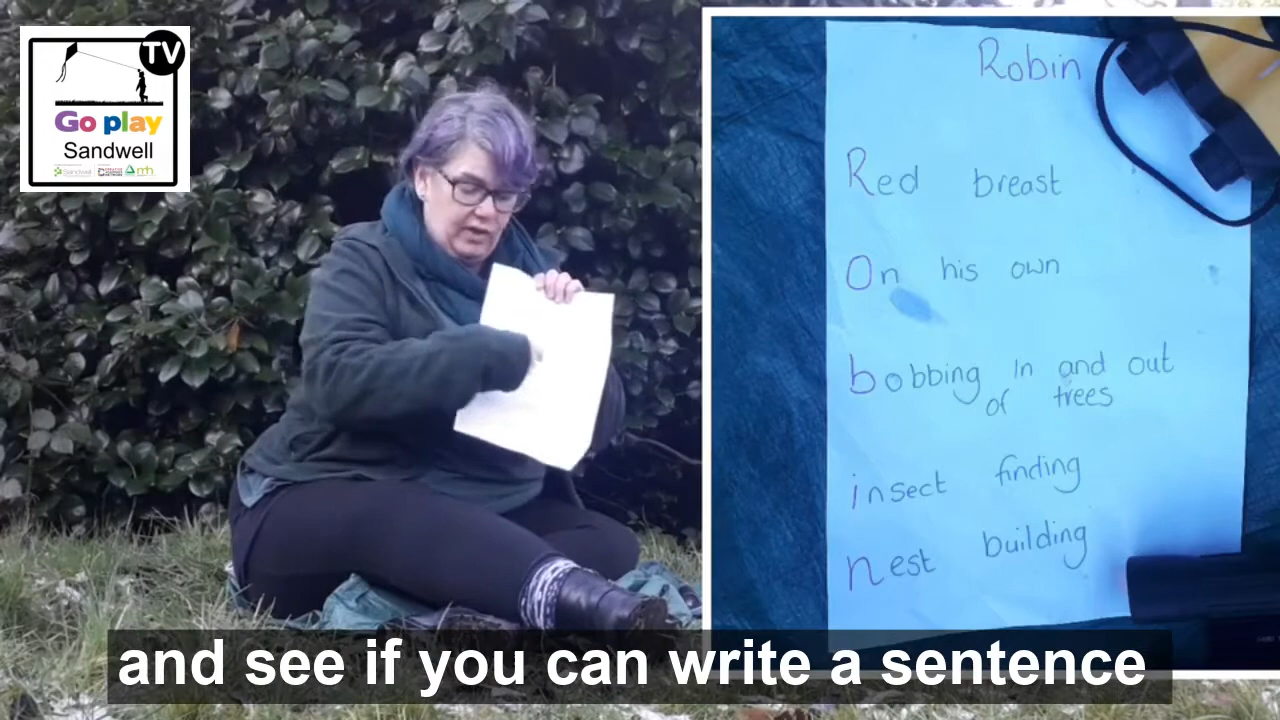 TV
Go play
Sandwell
Robin
Red breast
On his own
bobbing in and out
of trees
insect finding
nest building
and see if you can write a sentence